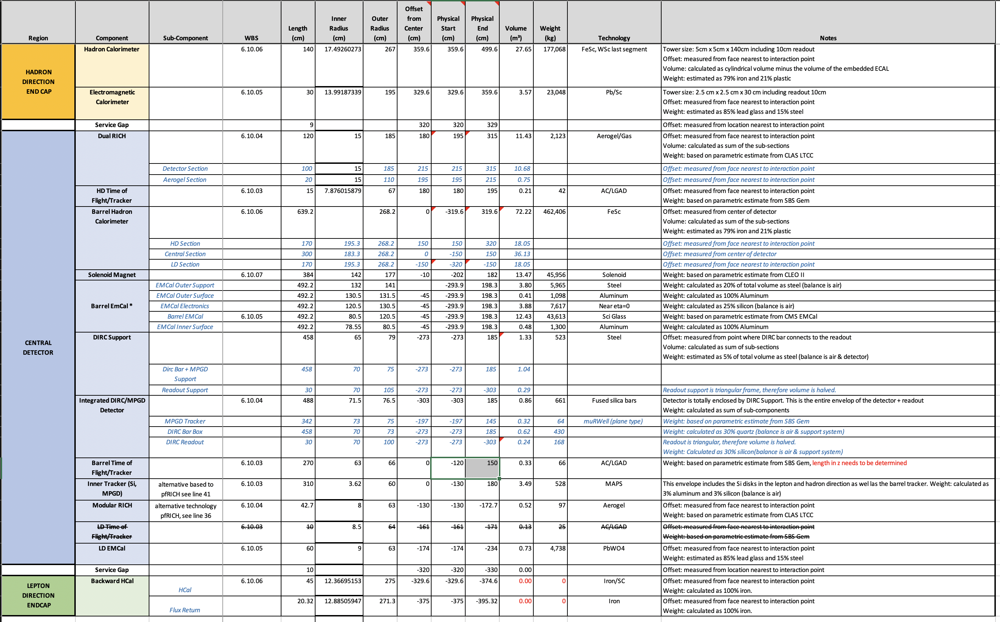 Region Component Sub-Component WBS Length (cm) Inner Radius (cm) Outer Radius (cm) Offset from Center (cm) Physical Start (cm) Physical End (cm) Volume (m³) Weight (kg) Technology Notes
HADRON DIRECTION END CAP
Hadron Calorimeter 6.10.06 140 17.49260273 267 359.6 359.6 499.6 27.65 177,068 FeSc, WSc last segment Tower size: 5cm x 5cm x 140cm including 10cm readout
Offset: measured from face nearest to interaction point
Volume: calculated as cylindrical volume minus the volume of the embedded ECAL
Weight: estimated as 79% iron and 21% plastic
Electromagnetic Calorimeter 6.10.05 30 13.99187339 195 329.6 329.6 359.6 3.57 23,048 Pb/Sc Tower size: 2.5 cm x 2.5 cm x 30 cm including readout 10cm
Offset: measured from face nearest to interaction point
Weight: estimated as 85% lead glass and 15% steel
Service Gap 9 320 320 329 Offset: measured from location nearest to interaction point
CENTRAL DETECTOR
Dual RICH 6.10.04 120 15 185 180 195 315 11.43 2,123 Aerogel/Gas Offset: measured from face nearest to interaction point
Volume: calculated as sum of the sub-sections
Weight: based on parametric estimate from CLAS LTCC
Detector Section 100 15 185 215 215 315 10.68 Offset: measured from face nearest to interaction point
Aerogel Section 20 15 110 195 195 215 0.75 Offset: measured from face nearest to interaction point
HD Time of Flight/Tracker 6.10.03 15 7.876015879 67 180 180 195 0.21 42 AC/LGAD Offset: measured from face nearest to interaction point
Weight: based on parametric estimate from SBS Gem
Barrel Hadron Calorimeter 6.10.06 639.2 268.2 0 -319.6 319.6 72.22 462,406 FeSc Offset: measured from center of detector
Volume: calculated as sum of the sub-sections
Weight: estimated as 79% iron and 21% plastic
HD Section 170 195.3 268.2 150 150 320 18.05 Offset: measured from face nearest to interaction point
Central Section 300 183.3 268.2 0 -150 150 36.13 Offset: measured from center of detector
LD Section 170 195.3 268.2 -150 -320 -150 18.05 Offset: measured from face nearest to interaction point
Solenoid Magnet 6.10.07 384 142 177 -10 -202 182 13.47 45,956 Solenoid Weight: based on parametric estimate from CLEO II
Barrel EmCal *
EMCal Outer Support 492.2 132 141 -293.9 198.3 3.80 5,965 Steel Weight: calculated as 20% of total volume as steel (balance is air)
EMCal Outer Surface 492.2 130.5 131.5 -45 -293.9 198.3 0.41 1,098 Aluminum Weight: calculated as 100% Aluminum
EMCal Electronics 492.2 120.5 130.5 -45 -293.9 198.3 3.88 7,617 Near eta=0 Weight: calculated as 25% silicon (balance is air)
Barrel EMCal 6.10.05 492.2 80.5 120.5 -45 -293.9 198.3 12.43 43,613 Sci Glass Weight: based on parametric estimate from CMS EMCal
EMCal Inner Surface 492.2 78.55 80.5 -45 -293.9 198.3 0.48 1,300 Aluminum Weight: calculated as 100% Aluminum
DIRC Support 458 65 79 -273 -273 185 1.33 523 Steel Offset: measured from point where DIRC bar connects to the readout
Volume: calculated as sum of sub-sections
Weight: estimated as 5% of total volume as steel (balance is air & detector)
Dirc Bar + MPGD Support 458 70 75 -273 -273 185 1.04
Readout Support 30 70 105 -273 -273 -303 0.29 Readout support is triangular frame, therefore volume is halved.
Integrated DIRC/MPGD Detector 6.10.04 488 71.5 76.5 -303 -303 185 0.86 661 Fused silica bars Detector is totally enclosed by DIRC Support. This is the entire envelop of the detector + readout
Weight: calculated as sum of sub-components
MPGD Tracker 342 73 75 -197 -197 145 0.32 64 muRWell (plane type) Weight: based on parametric estimate from SBS Gem
DIRC Bar Box 458 70 73 -273 -273 185 0.62 430 Weight: calculated as 30% quartz (balance is air & support system)
DIRC Readout 30 70 100 -273 -273 -303 0.24 168 Readout is triangular, therefore volume is halved.
Weight: Calculated as 30% silicon(balance is air & support system)
Barrel Time of Flight/Tracker 6.10.03 270 63 66 0 -120 150 0.33 66 AC/LGAD Weight: based on parametric estimate from SBS Gem, length in z needs to be determined
Inner Tracker (Si, MPGD) alternative based to pfRICH see line 41 6.10.03 310 3.62 60 0 -130 180 3.49 528 MAPS This envelope includes the Si disks in the lepton and hadron direction as wel las the barrel tracker. Weight: calculated as
3% aluminum and 3% silicon (balance is air)
Modular RICH alternative technology pfRICH, see line 36 6.10.04 42.7 8 63 -130 -130 -172.7 0.52 97 Aerogel Offset: measured from face nearest to interaction point
Weight: based on parametric estimate from CLAS LTCC
LD Time of Flight/Tracker 6.10.03 10 8.5 64 -161 -161 -171 0.13 25 AC/LGAD Offset: measured from face nearest to interaction point
Weight: based on parametric estimate from SBS Gem
LD EMCal 6.10.05 60 9 63 -174 -174 -234 0.73 4,738 PbWO4 Offset: measured from face nearest to interaction point
Weight: estimated as 85% lead glass and 15% steel
Service Gap 10 -320 -320 -330 0.00 Offset: measured from location nearest to interaction point
LEPTON DIRECTION ENDCAP
Backward HCal HCal 6.10.06 45 12.36695153 275 -329.6 -329.6 -374.6 0.00 0 Iron/SC Offset: measured from face nearest to interaction point
Weight: calculated as 100% iron.
Flux Return 20.32 12.88505947 271.3 -375 -375 -395.32 0.00 0 Iron Offset: measured from face nearest to interaction point
Weight: calculated as 100% iron.